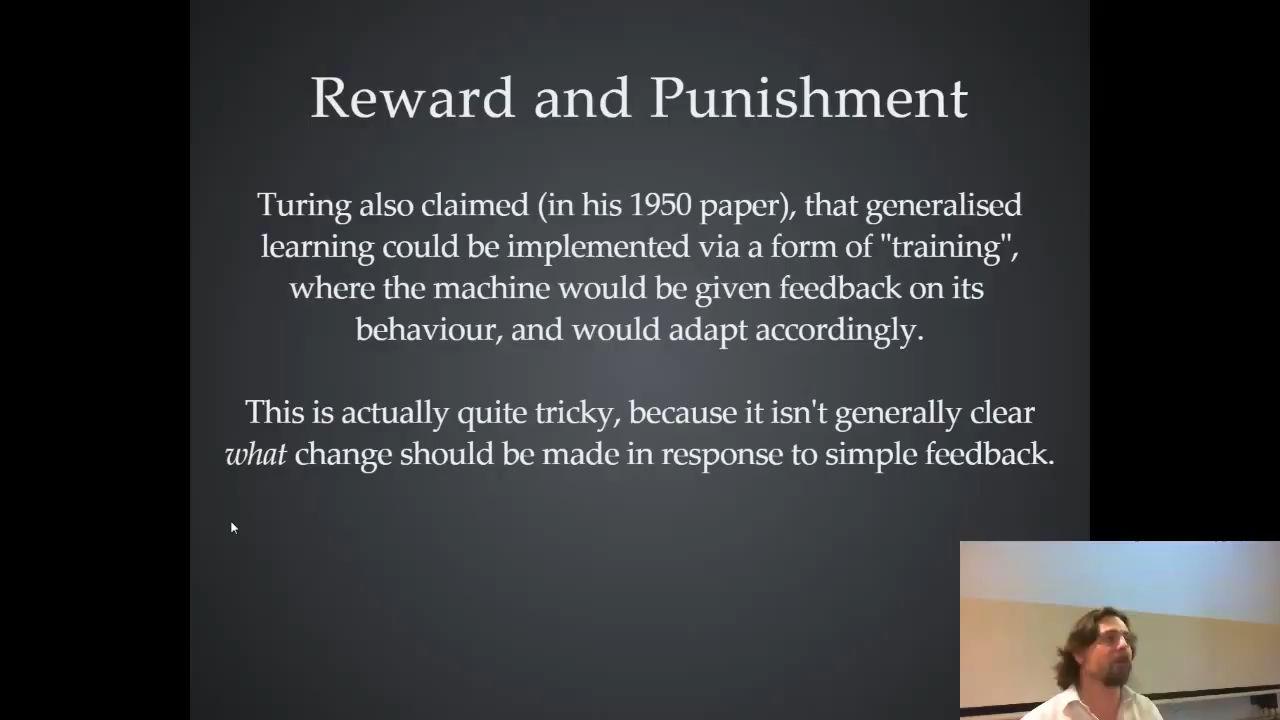 Reward and Punishment
Turing also claimed (in his 1950 paper), that generalised
learning could be implemented via a form of "training",
where the machine would be given feedback on its
behaviour, and would adapt accordingly.
This is actually quite tricky, because it isn't generally clear
what change should be made in response to simple feedback.